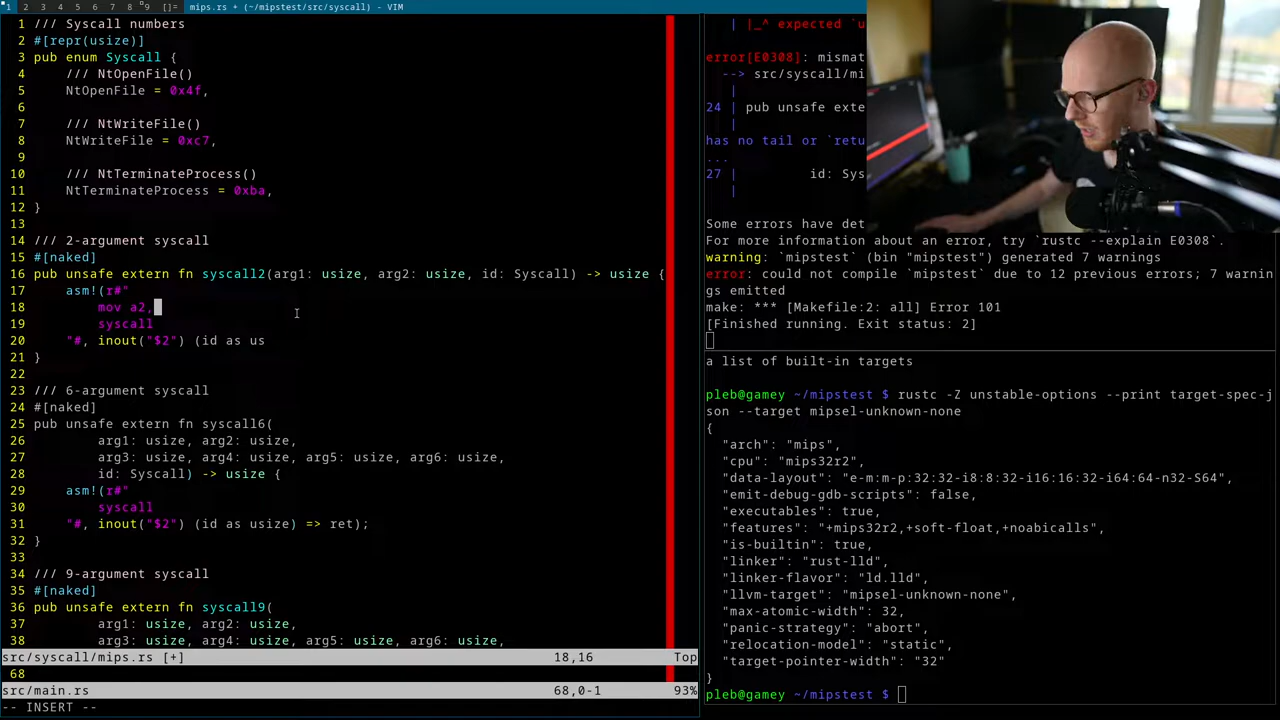 1 2 3 4 5 6 7 8 9 []= mips.rs + (~/mipstest/src/syscall) - VIM
1 /// Syscall numbers
2 #[repr(usize)]
3 pub enum Syscall {
4 /// NtOpenFile()
5 NtOpenFile = 0x4f,
6
7 /// NtWriteFile()
8 NtWriteFile = 0xc7,
9
10 /// NtTerminateProcess()
11 NtTerminateProcess = 0xba,
12 }
13
14 /// 2-argument syscall
15 #[naked]
16 pub unsafe extern fn syscall2(arg1: usize, arg2: usize, id: Syscall) -> usize {
17 asm!(r#"
18 mov a2,
19 syscall
20 "#, inout("$2") (id as us
21 }
22
23 /// 6-argument syscall
24 #[naked]
25 pub unsafe extern fn syscall6(
26 arg1: usize, arg2: usize,
27 arg3: usize, arg4: usize, arg5: usize, arg6: usize,
28 id: Syscall) -> usize {
29 asm!(r#"
30 syscall
31 "#, inout("$2") (id as usize) => ret);
32 }
33
34 /// 9-argument syscall
35 #[naked]
36 pub unsafe extern fn syscall9(
37 arg1: usize, arg2: usize,
38 arg3: usize, arg4: usize, arg5: usize, arg6: usize,
src/syscall/mips.rs [+] 18,16 Top
68
src/main.rs 68,0-1 93%
-- INSERT --
| |_^ expected `u
error[E0308]: mismat
--> src/syscall/mi
|
24 | pub unsafe exte
|
has no tail or `retu
...
27 | id: Sys
|
Some errors have det
For more information about an error, try `rustc --explain E0308`.
warning: `mipstest` (bin "mipstest") generated 7 warnings
error: could not compile `mipstest` due to 12 previous errors; 7 warnin
gs emitted
make: *** [Makefile:2: all] Error 101
[Finished running. Exit status: 2]
a list of built-in targets
pleb@gamey ~/mipstest $ rustc -Z unstable-options --print target-spec-j
son --target mipsel-unknown-none
{
"arch": "mips",
"cpu": "mips32r2",
"data-layout": "e-m:m-p:32:32-i8:8:32-i16:16:32-i64:64-n32-S64",
"emit-debug-gdb-scripts": false,
"executables": true,
"features": "+mips32r2,+soft-float,+noabicalls",
"is-builtin": true,
"linker": "rust-lld",
"linker-flavor": "ld.lld",
"llvm-target": "mipsel-unknown-none",
"max-atomic-width": 32,
"panic-strategy": "abort",
"relocation-model": "static",
"target-pointer-width": "32"
}
pleb@gamey ~/mipstest $